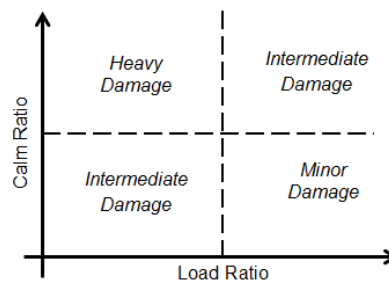 Heavy
Damage
Intermediate
Damage
Intermediate
Damage
Minor
Damage
Calm Ratio
Load Ratio